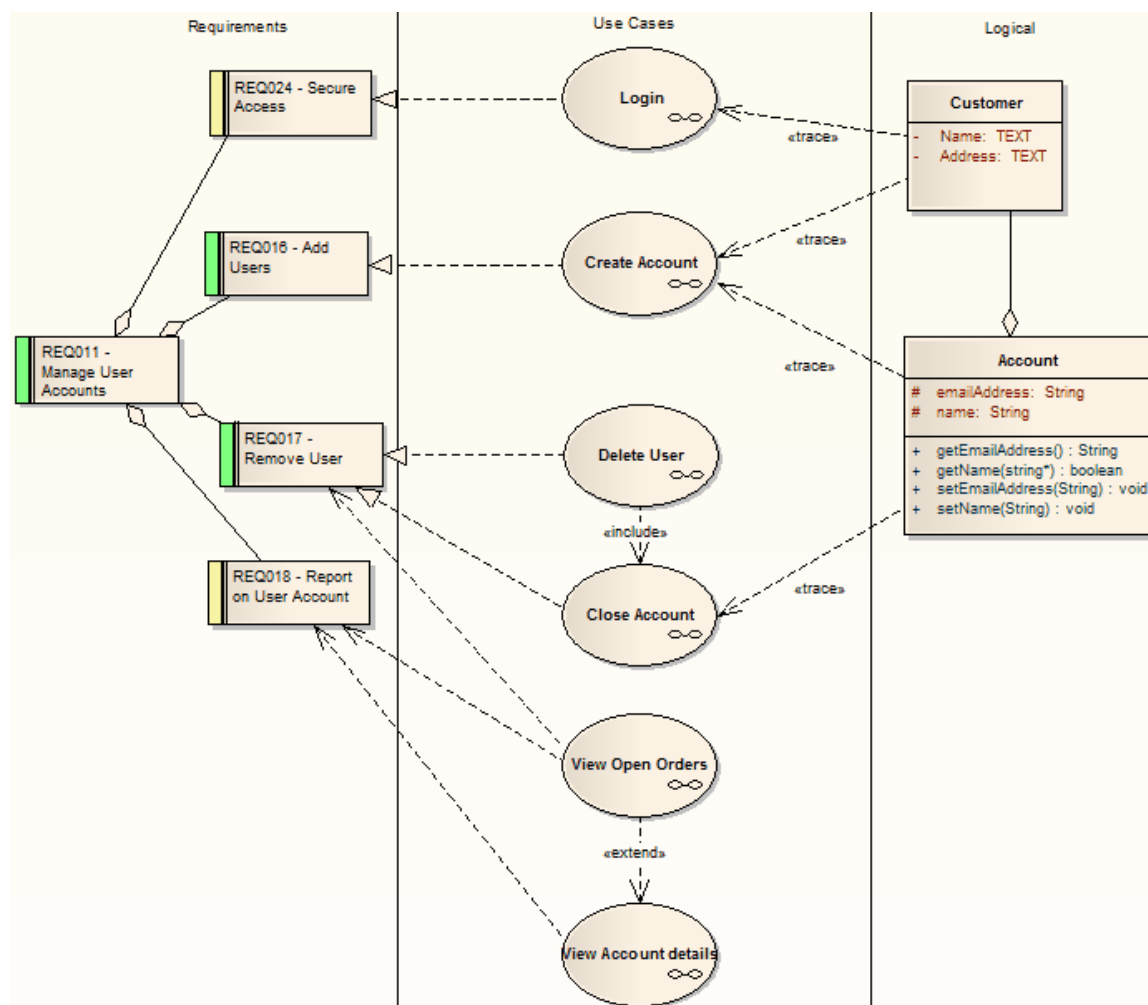 Requirements
Use Cases
Logical
REQ024 - Secure
Access
Login
Customer
- Name: TEXT
- Address: TEXT
«trace»
REQ016 - Add
Users
Create Account
«trace»
REQ011 -
Manage User
Accounts
«trace»
Account
# emailAddress: String
# name: String
+ getEmailAddress() : String
+ getName(string*) : boolean
+ setEmailAddress(String) : void
+ setName(String) : void
REQ017 -
Remove User
Delete User
«include»
REQ018 - Report
on User Account
Close Account
«trace»
View Open Orders
«extend»
View Account details